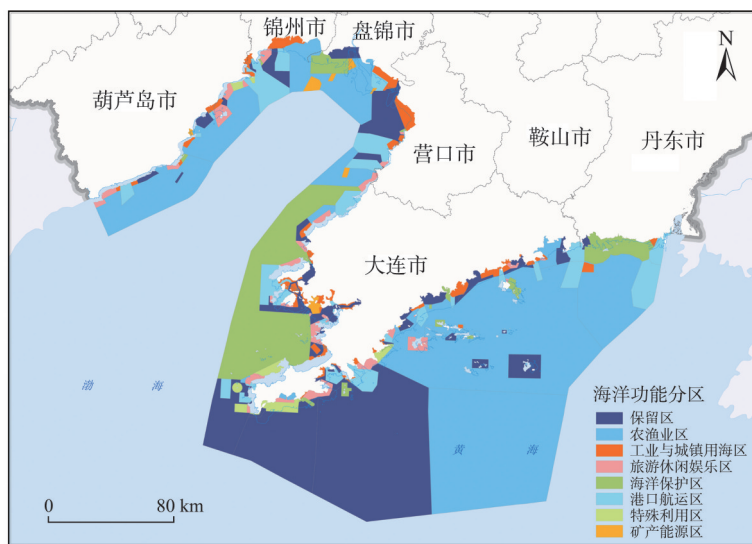 锦州市
盘锦市
N
葫芦岛市
营口市
鞍山市
丹东市
大连市
渤海
黄海
海洋功能分区
保留区
农渔业区
工业与城镇用海区
旅游休闲娱乐区
海洋保护区
港口航运区
特殊利用区
矿产能源区
0 80 km